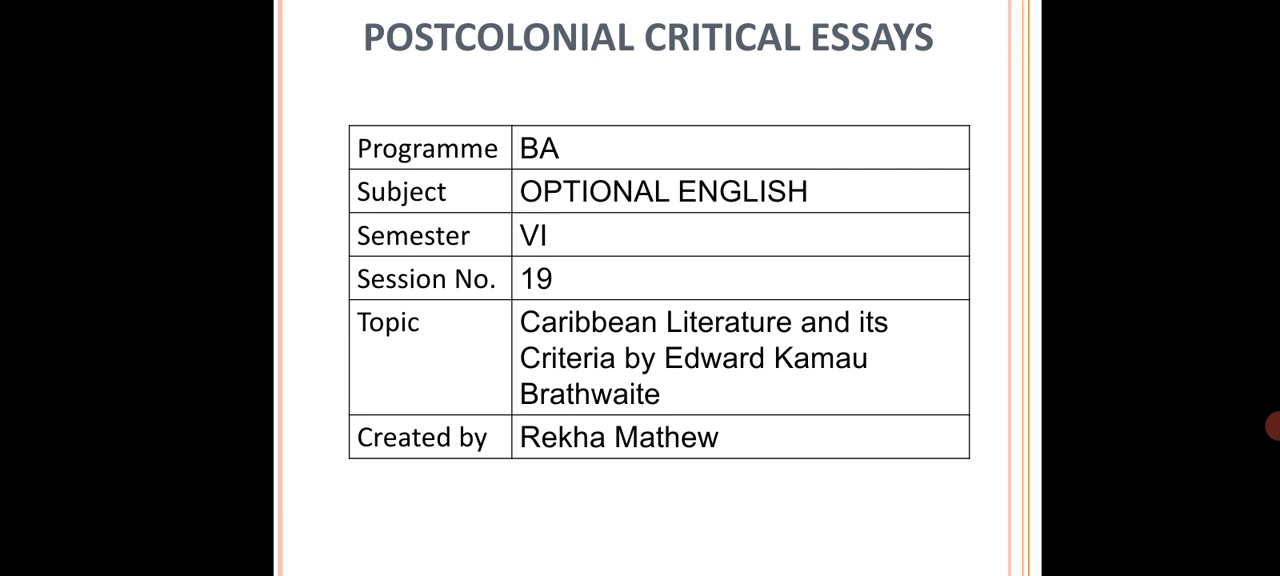 POSTCOLONIAL CRITICAL ESSAYS
Programme BA
Subject OPTIONAL ENGLISH
Semester VI
Session No. 19
Topic Caribbean Literature and its
Criteria by Edward Kamau
Brathwaite
Created by Rekha Mathew